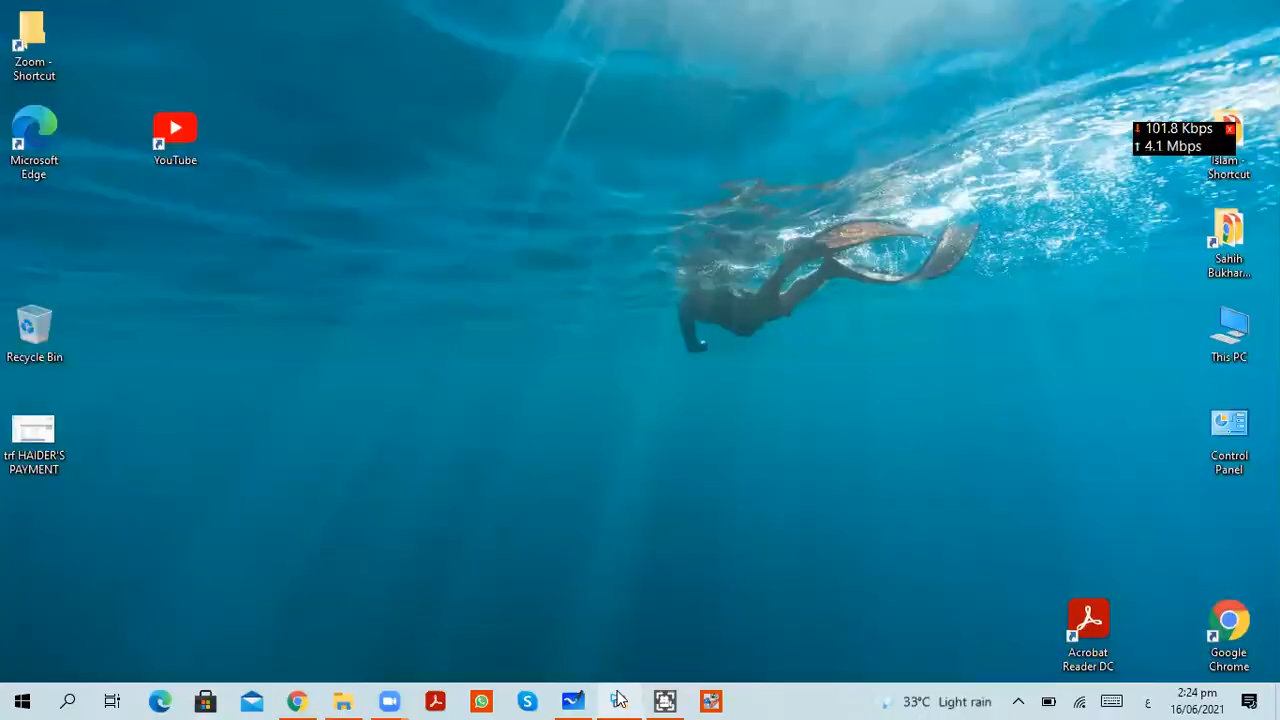 Zoom -
Shortcut
Microsoft
Edge
YouTube
Recycle Bin
trf HAIDER'S
PAYMENT
101.8 Kbps
x
4.1 Mbps
Islam -
Shortcut
Sahih
Bukhar...
This PC
Control
Panel
Acrobat
Reader DC
Google
Chrome
33°C Light rain
ع
2:24 pm
16/06/2021